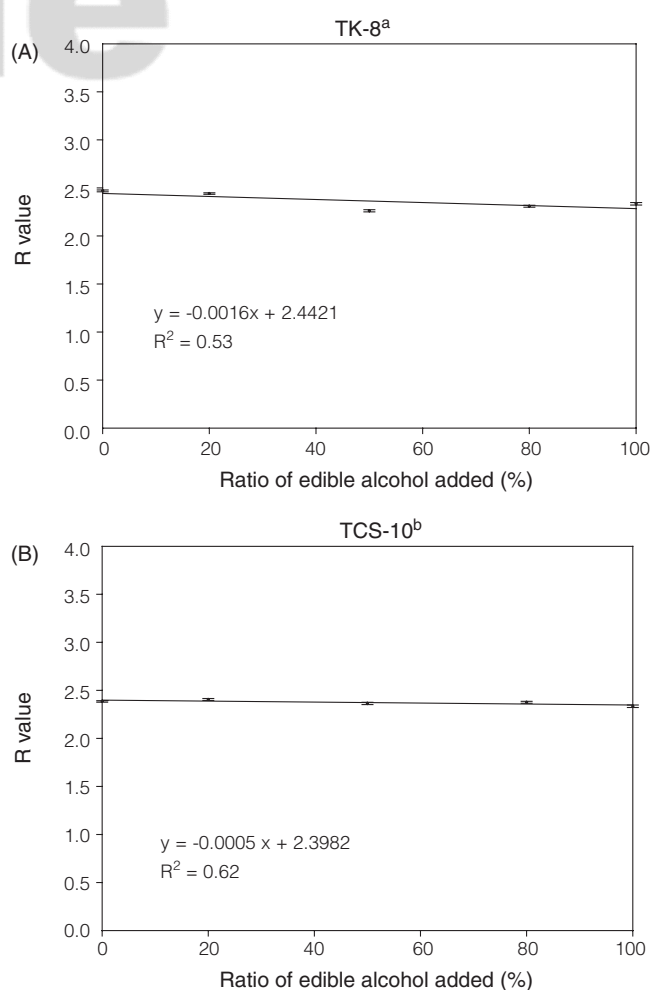 TK-8ᵃ
(A)
4.0
3.5
3.0
2.5
2.0
1.5
1.0
0.5
0.0
R value
y = -0.0016x + 2.4421
R² = 0.53
0 20 40 60 80 100
Ratio of edible alcohol added (%)
TCS-10ᵇ
(B)
4.0
3.5
3.0
2.5
2.0
1.5
1.0
0.5
0.0
R value
y = -0.0005 x + 2.3982
R² = 0.62
0 20 40 60 80 100
Ratio of edible alcohol added (%)